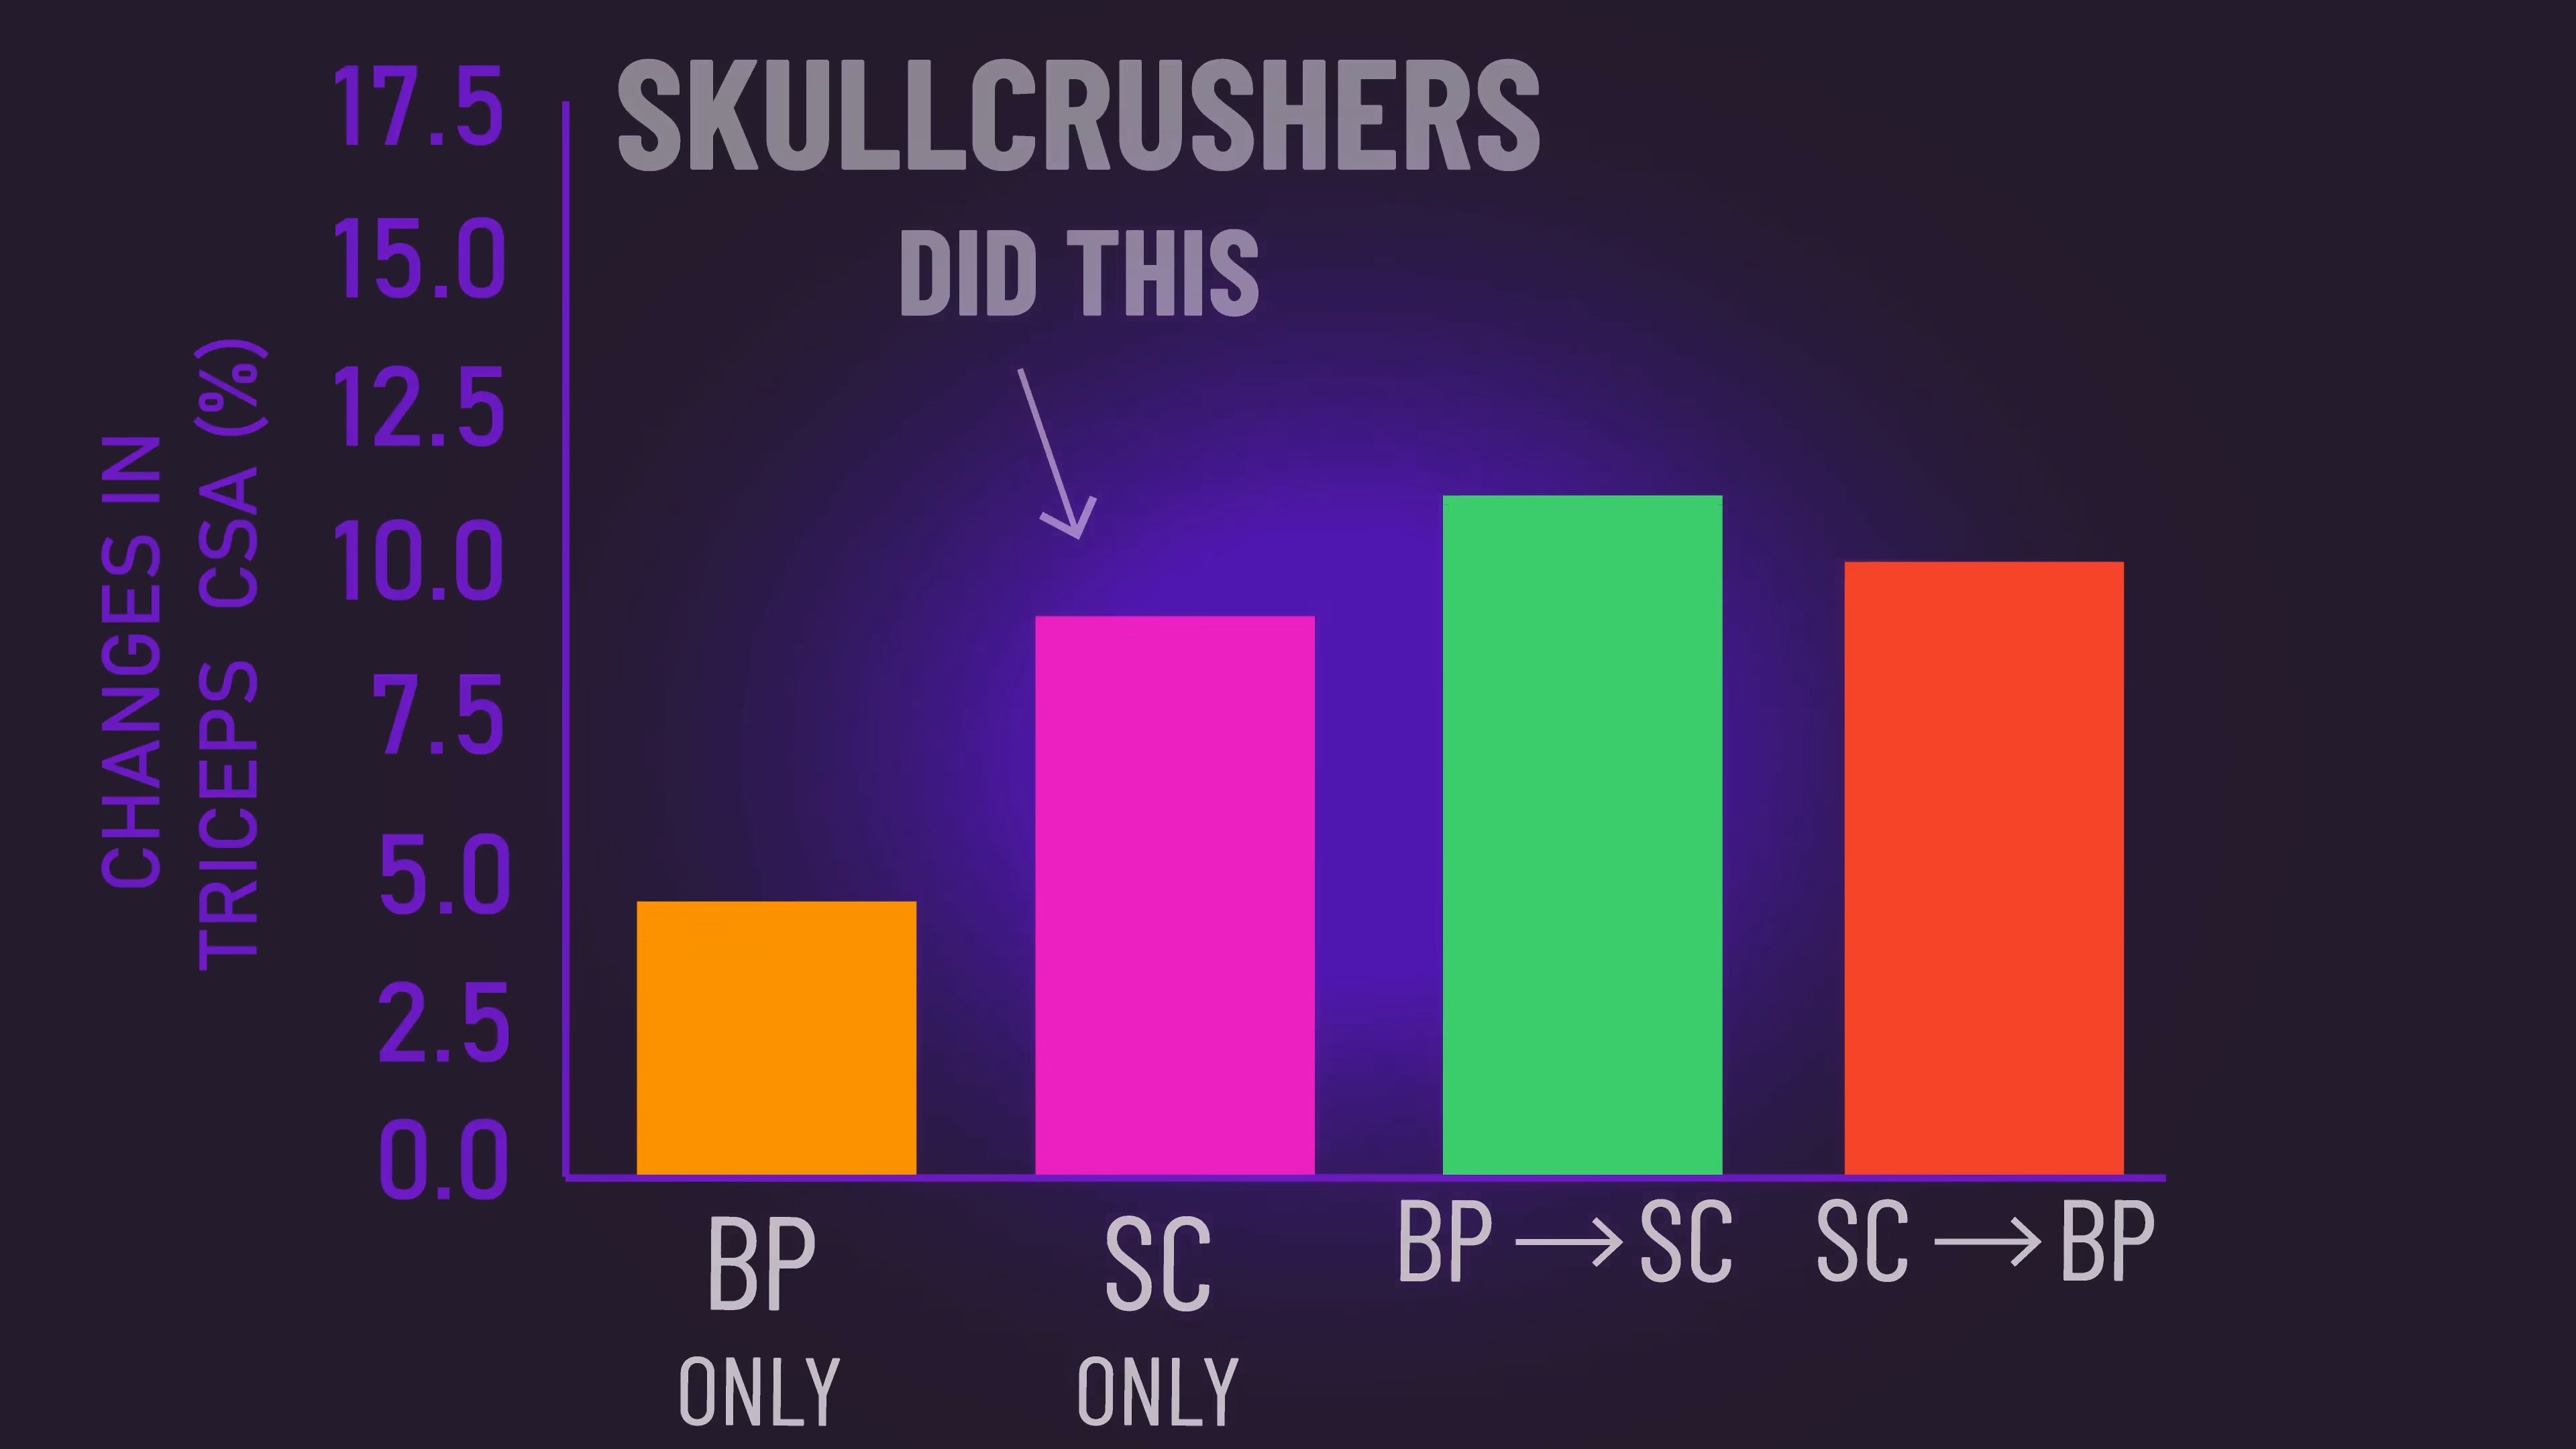 SKULLCRUSHERS
DID THIS
CHANGES IN
TRICEPS CSA (%)
17.5
15.0
12.5
10.0
7.5
5.0
2.5
0.0
BP
ONLY
SC
ONLY
BP → SC
SC → BP